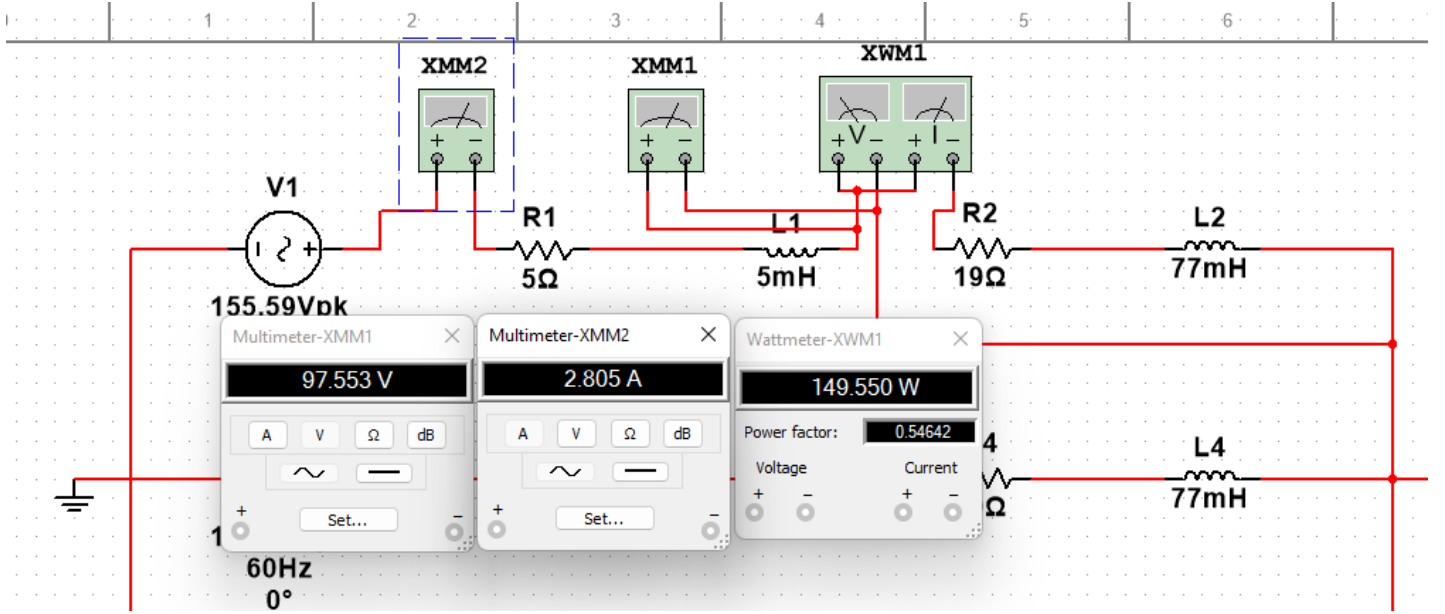 1 2 3 4 5 6
XMM2 XMM1 XWM1
+ − + − + V − + I −
V1
R1
5Ω
L1
5mH
R2
19Ω
L2
77mH
155.59Vpk
Multimeter-XMM1
97.553 V
A V Ω dB
+ Set... −
Multimeter-XMM2
2.805 A
A V Ω dB
+ Set... −
Wattmeter-XWM1
149.550 W
Power factor: 0.54642
Voltage Current
+ − + −
4
Ω
L4
77mH
1
60Hz
0°